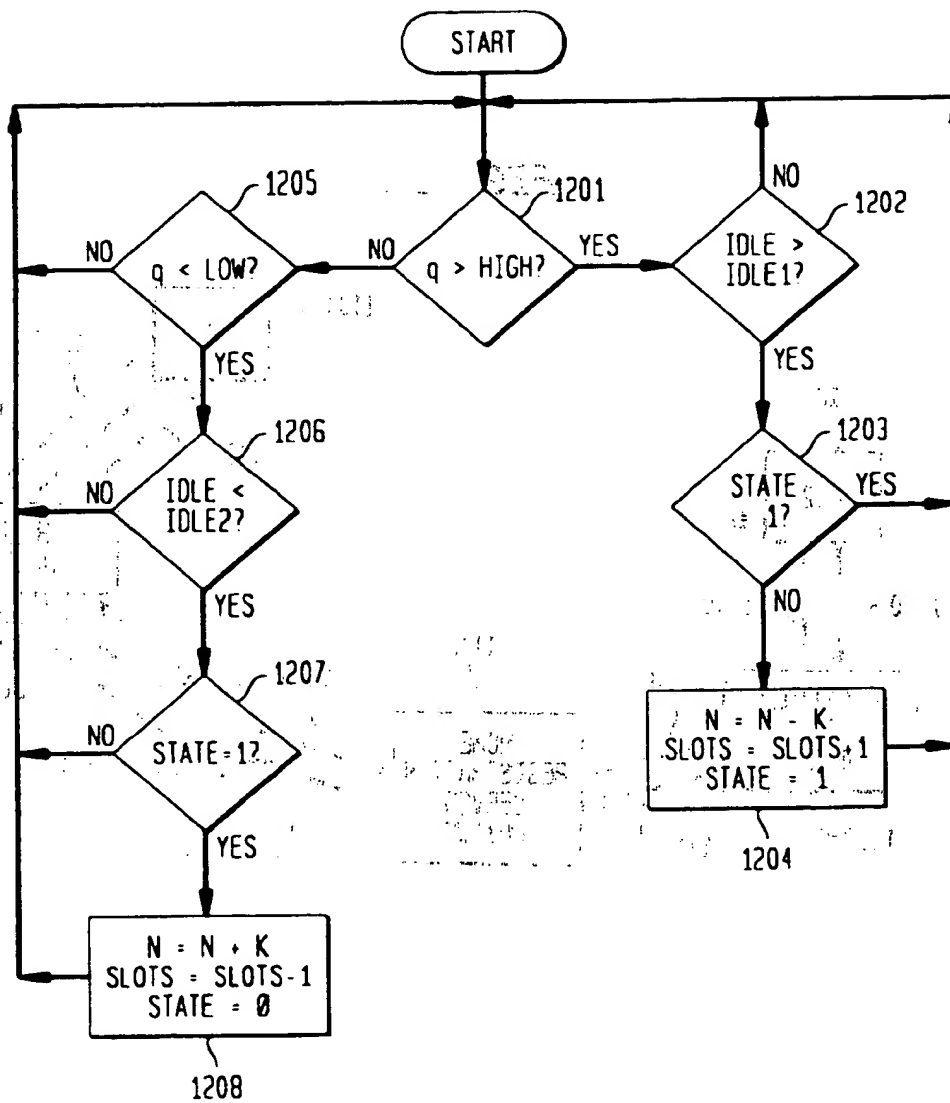 START
1205
1201
1202
NO
q < LOW?
NO
q > HIGH?
YES
IDLE >
IDLE1?
NO
YES
YES
1206
1203
NO
IDLE <
IDLE2?
STATE
= 1?
YES
YES
NO
1207
NO
STATE=1?
N = N - K
SLOTS = SLOTS+1
STATE = 1
YES
1204
N = N + K
SLOTS = SLOTS-1
STATE = 0
1208